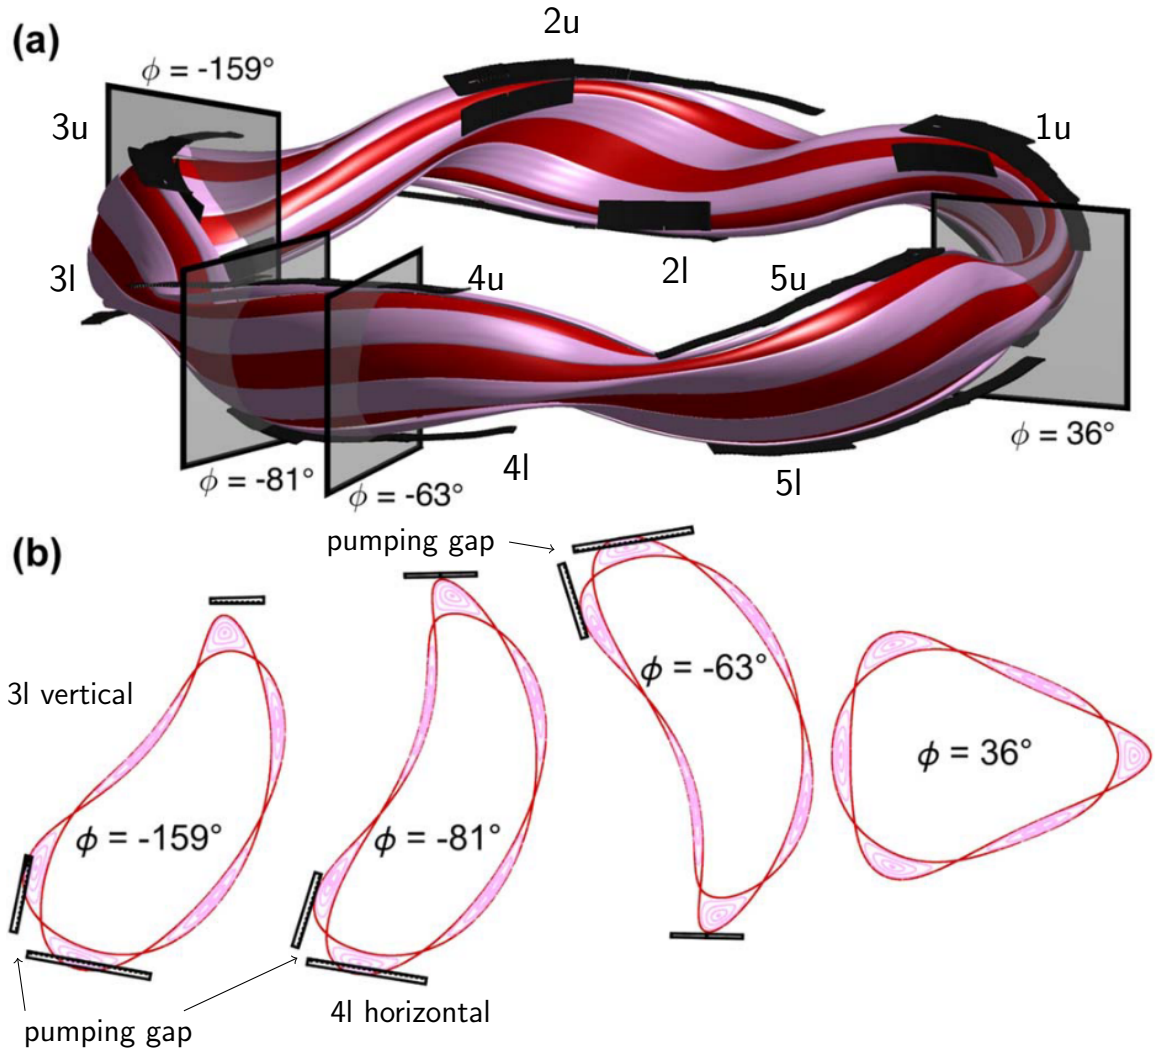 (a)
2u
ϕ = -159°
3u
1u
3l
4u
2l
5u
ϕ = 36°
4l
ϕ = -81°
5l
ϕ = -63°
(b)
pumping gap
ϕ = -63°
3l vertical
ϕ = 36°
ϕ = -159°
ϕ = -81°
4l horizontal
pumping gap